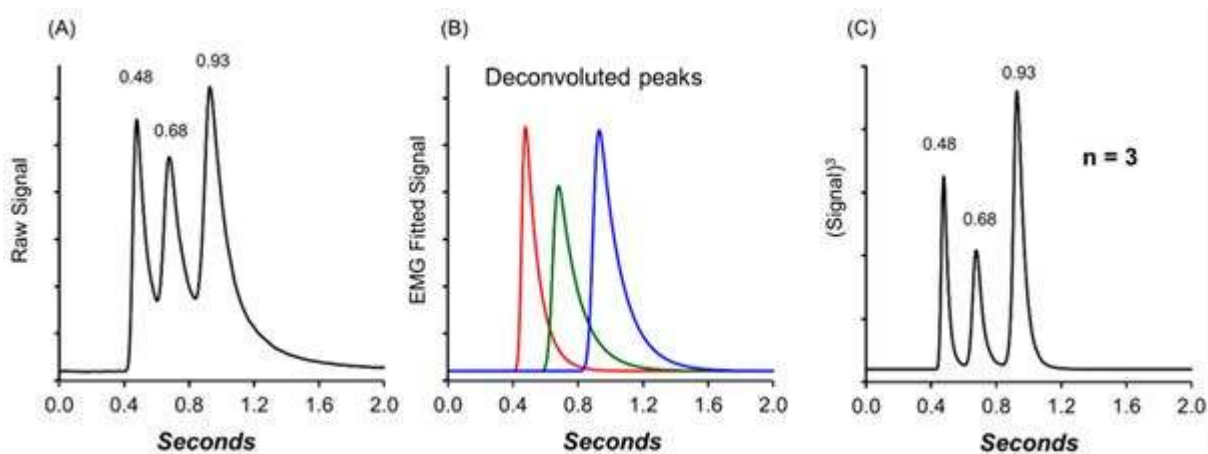 (A)
0.48
0.68
0.93
Raw Signal
0.0 0.4 0.8 1.2 1.6 2.0
Seconds
(B)
Deconvoluted peaks
EMG Fitted Signal
0.0 0.4 0.8 1.2 1.6 2.0
Seconds
(C)
0.48
0.68
0.93
n = 3
(Signal)³
0.0 0.4 0.8 1.2 1.6 2.0
Seconds